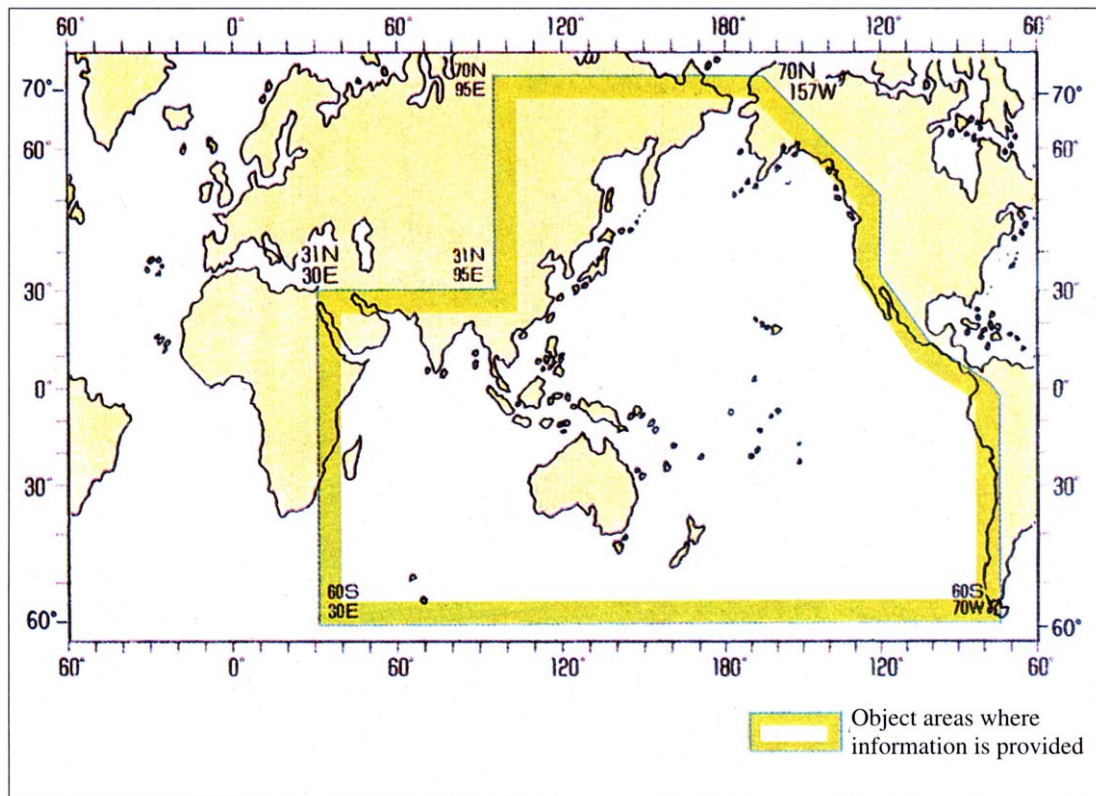 60° 0° 60° 120° 180° 120° 60°
70N
95E
70N
157W
70° 70°
60° 60°
31N
30E
31N
95E
30° 30°
0° 0°
30° 30°
60S
30E
60S
70W
60° 60°
60° 0° 60° 120° 180° 120° 60°
Object areas where
information is provided